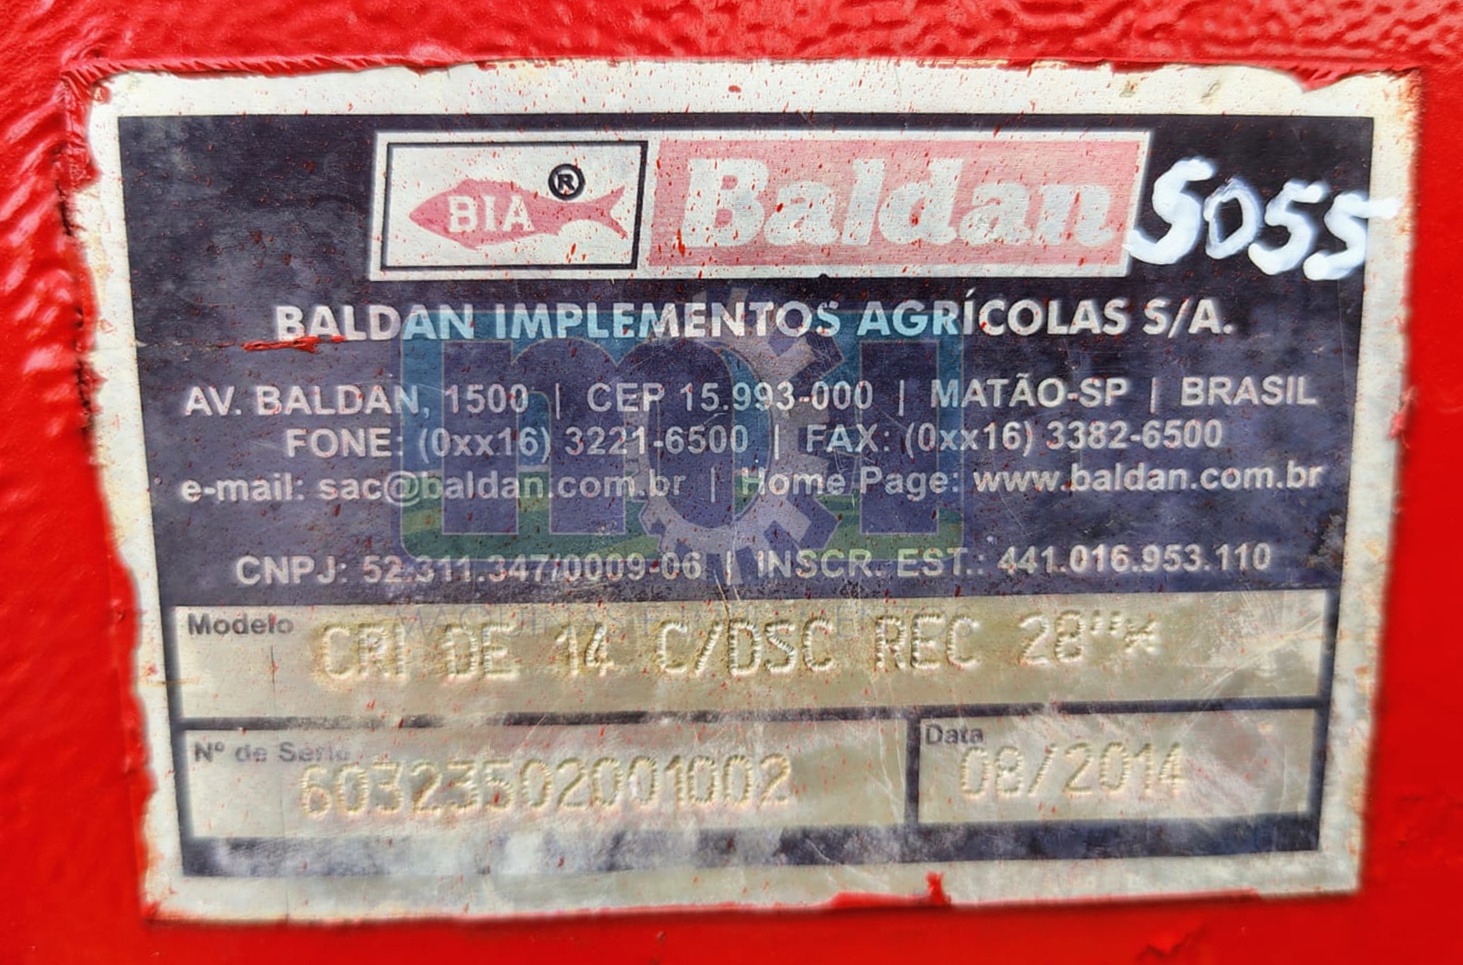 BIA ® Baldan 5055
BALDAN IMPLEMENTOS AGRÍCOLAS S/A.
AV. BALDAN, 1500 | CEP 15.993-000 | MATÃO-SP | BRASIL
FONE: (0xx16) 3221-6500 | FAX: (0xx16) 3382-6500
e-mail: sac@baldan.com.br | Home Page: www.baldan.com.br
CNPJ: 52.311.347/0009-06 | INSCR. EST.: 441.016.953.110
Modelo CRI DE 14 C/DSC REC 28"*
Nº de Serie 60323502001002
Data 08/2014